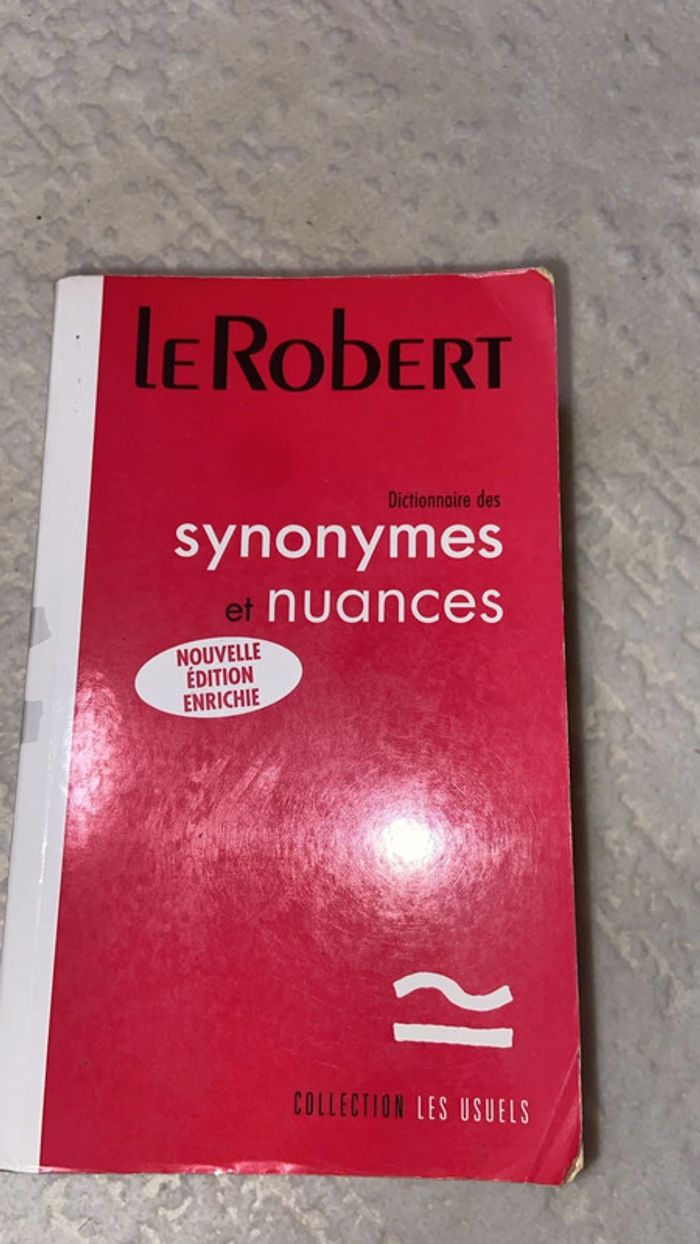 leRobert
Dictionnaire des
synonymes
et nuances
NOUVELLE
ÉDITION
ENRICHIE
COLLECTION LES USUELS